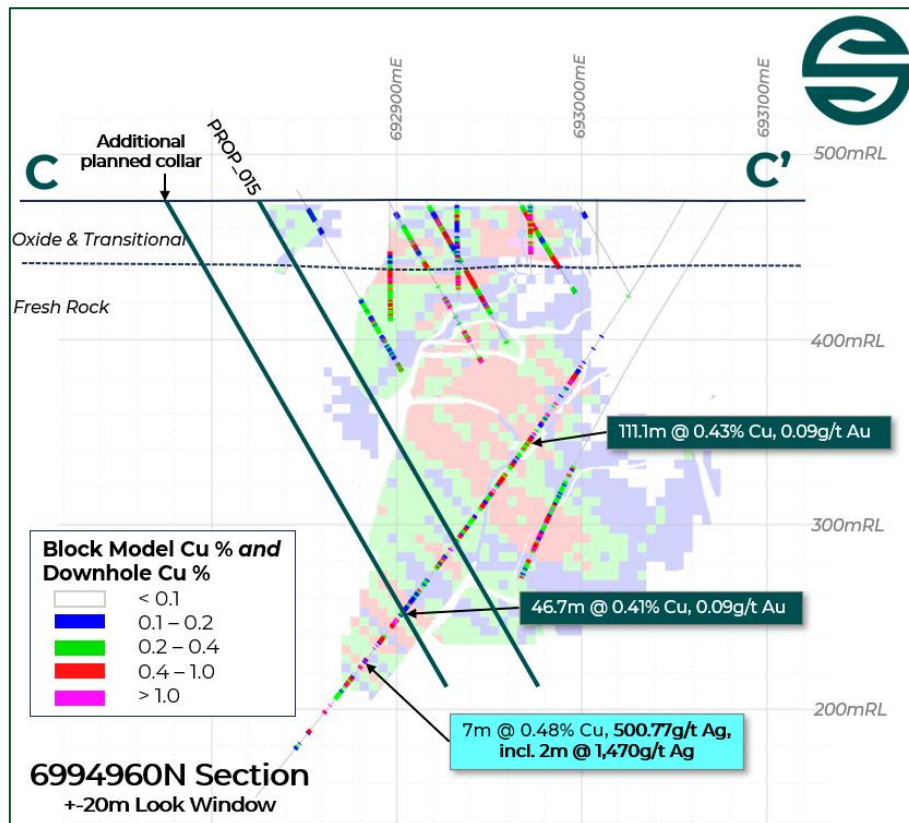 692900mE
693000mE
693100mE
Additional
planned collar
PROP_015
500mRL
C
C'
Oxide & Transitional
Fresh Rock
400mRL
111.1m @ 0.43% Cu, 0.09g/t Au
300mRL
Block Model Cu % and
Downhole Cu %
< 0.1
0.1 – 0.2
0.2 – 0.4
0.4 – 1.0
> 1.0
46.7m @ 0.41% Cu, 0.09g/t Au
200mRL
7m @ 0.48% Cu, 500.77g/t Ag,
incl. 2m @ 1,470g/t Ag
6994960N Section
+-20m Look Window